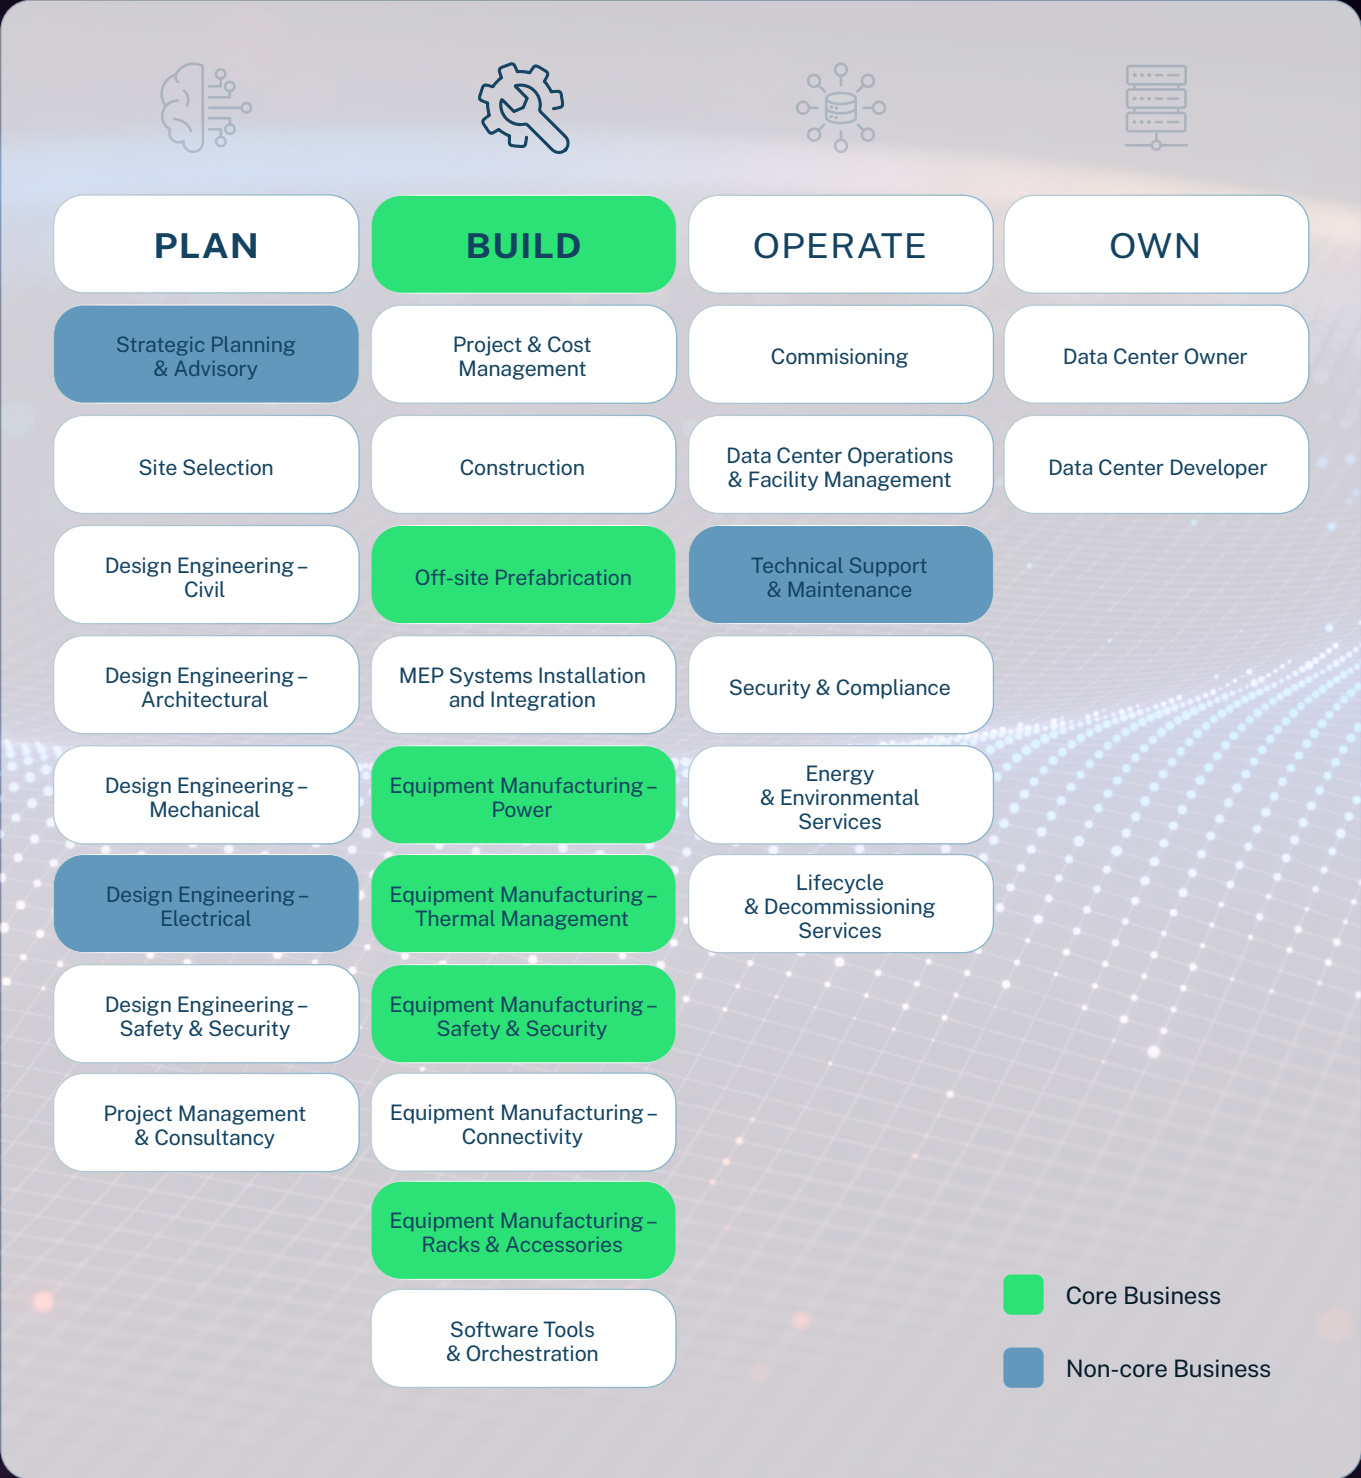 PLAN
Strategic Planning
& Advisory
Site Selection
Design Engineering –
Civil
Design Engineering –
Architectural
Design Engineering –
Mechanical
Design Engineering –
Electrical
Design Engineering –
Safety & Security
Project Management
& Consultancy
BUILD
Project & Cost
Management
Construction
Off-site Prefabrication
MEP Systems Installation
and Integration
Equipment Manufacturing –
Power
Equipment Manufacturing –
Thermal Management
Equipment Manufacturing –
Safety & Security
Equipment Manufacturing –
Connectivity
Equipment Manufacturing –
Racks & Accessories
Software Tools
& Orchestration
OPERATE
Commisioning
Data Center Operations
& Facility Management
Technical Support
& Maintenance
Security & Compliance
Energy
& Environmental
Services
Lifecycle
& Decommissioning
Services
OWN
Data Center Owner
Data Center Developer
Core Business
Non-core Business